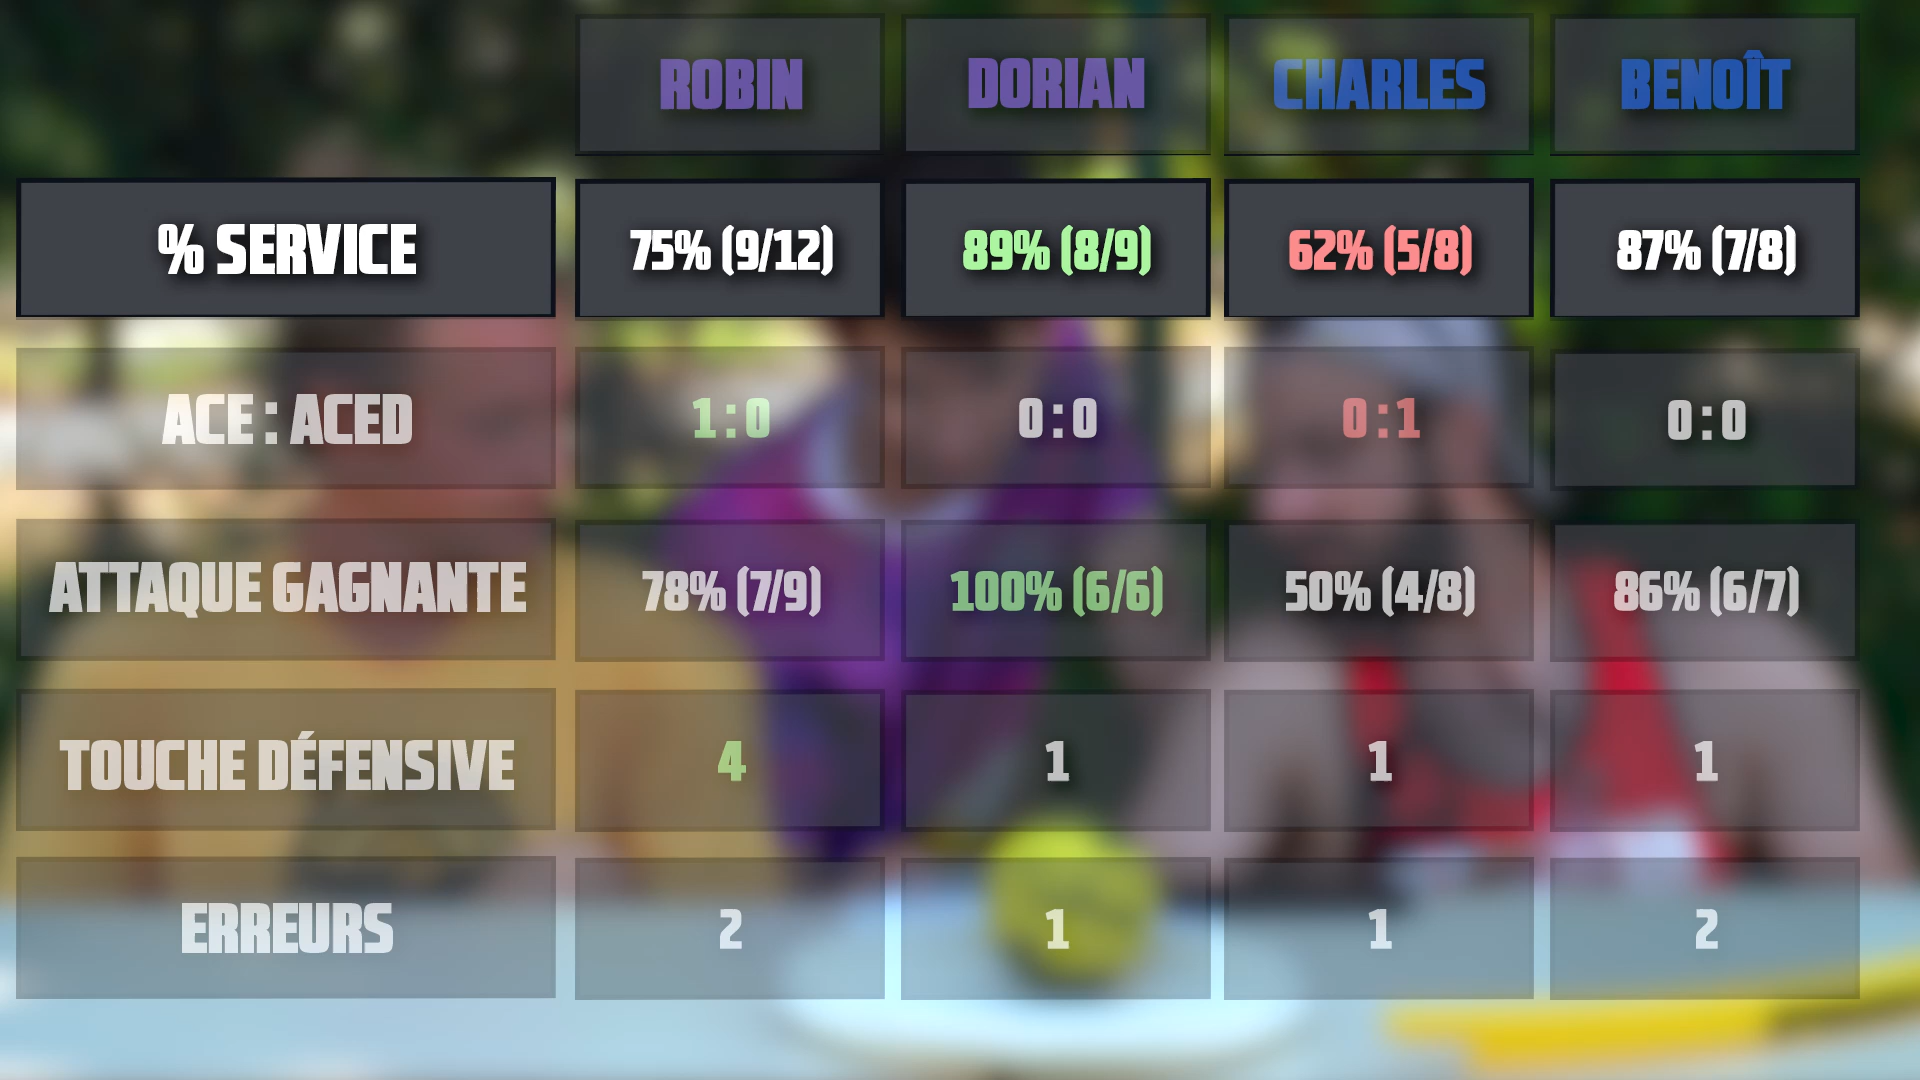 ROBIN DORIAN CHARLES BENOÎT
% SERVICE 75% (9/12) 89% (8/9) 62% (5/8) 87% (7/8)
ACE : ACED 1:0 0:0 0:1 0:0
ATTAQUE GAGNANTE 78% (7/9) 100% (6/6) 50% (4/8) 86% (6/7)
TOUCHE DÉFENSIVE 4 1 1 1
ERREURS 2 1 1 2